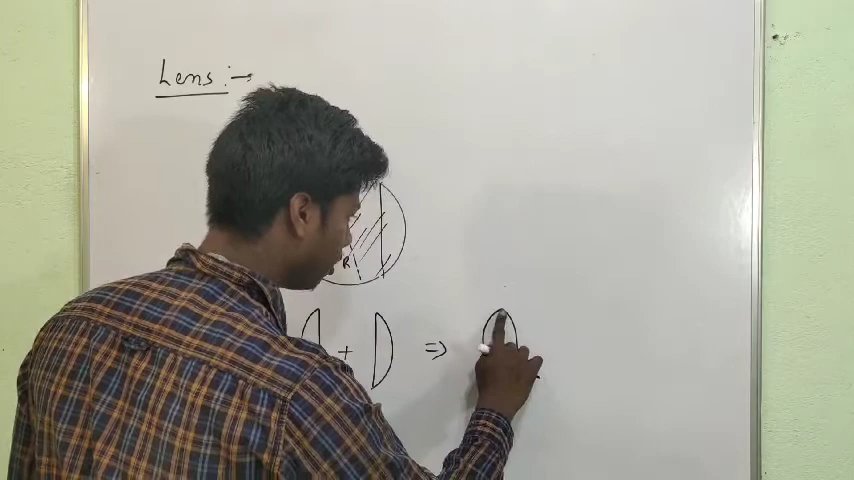 Lens :→
R
+ ⇒